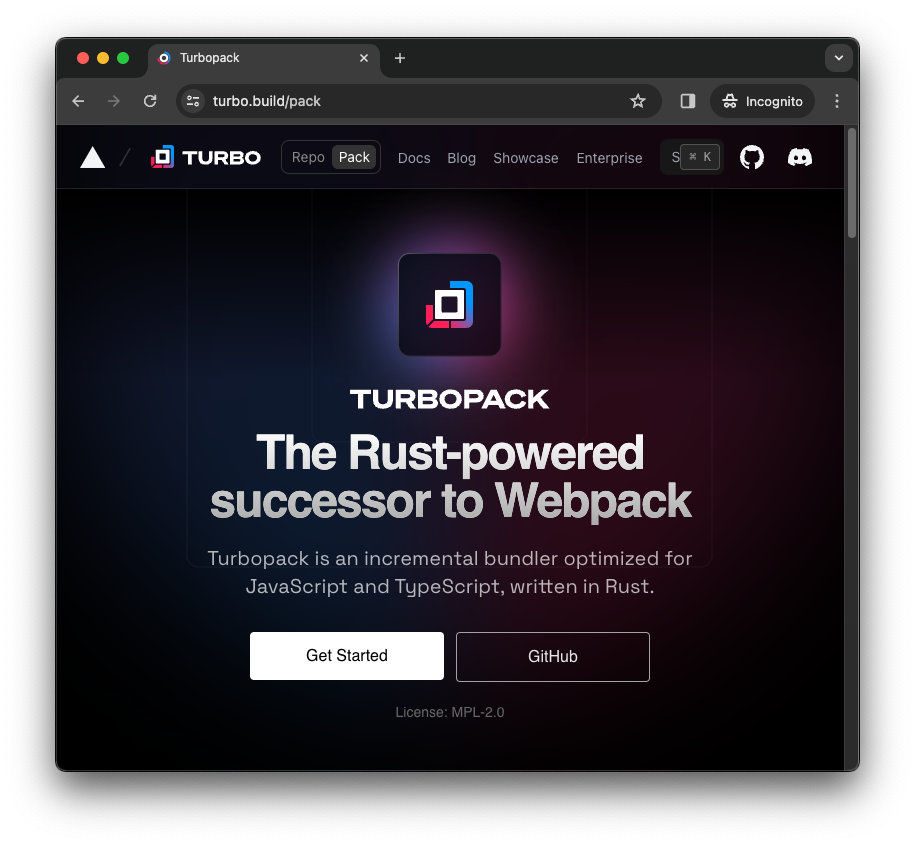 Turbopack
turbo.build/pack
Incognito
TURBO
Repo Pack
Docs
Blog
Showcase
Enterprise
S
⌘ K
TURBOPACK
The Rust-powered
successor to Webpack
Turbopack is an incremental bundler optimized for
JavaScript and TypeScript, written in Rust.
Get Started
GitHub
License: MPL-2.0